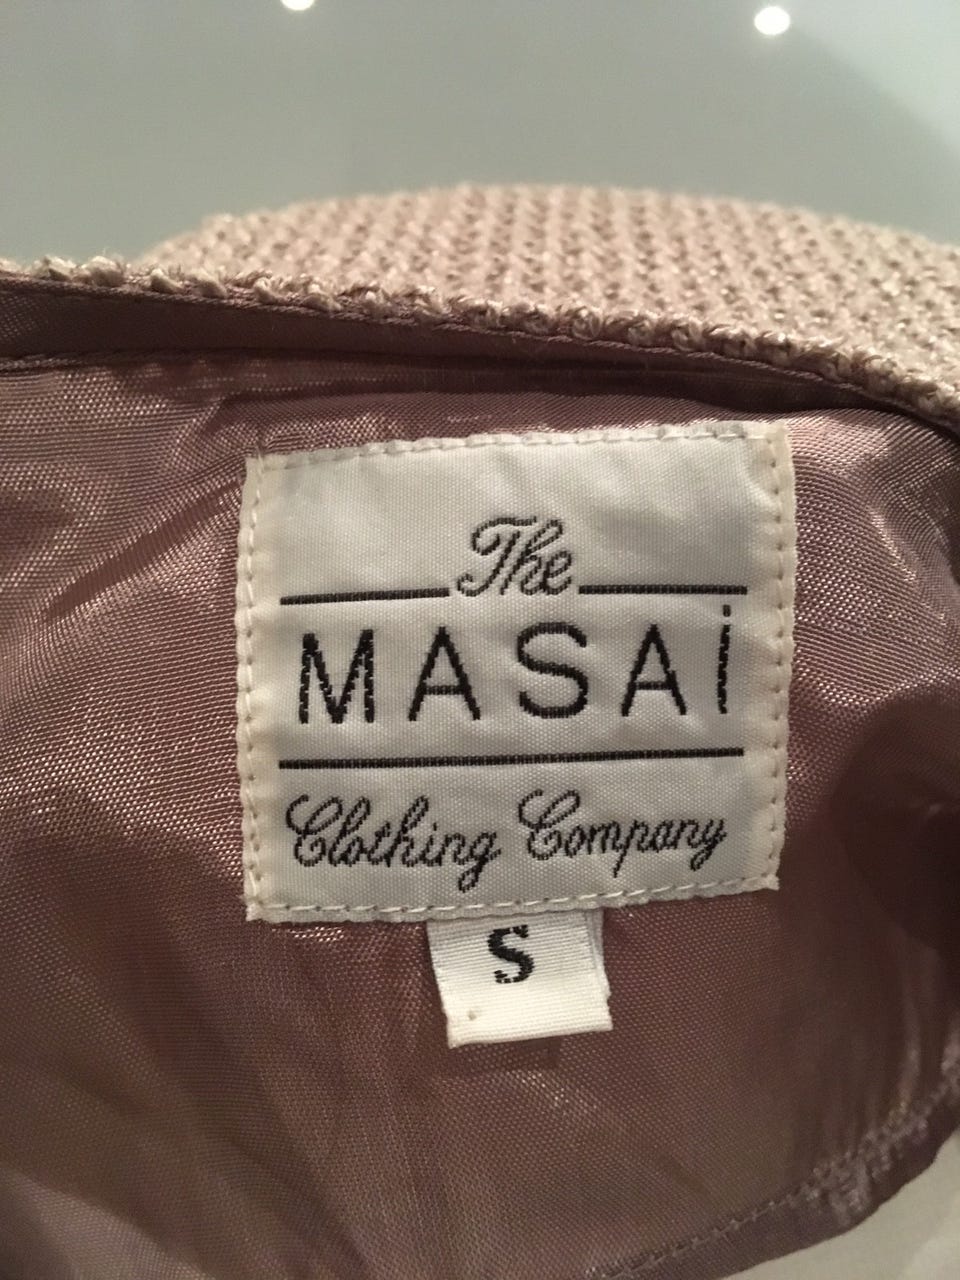 The
MASAi
Clothing Company
S